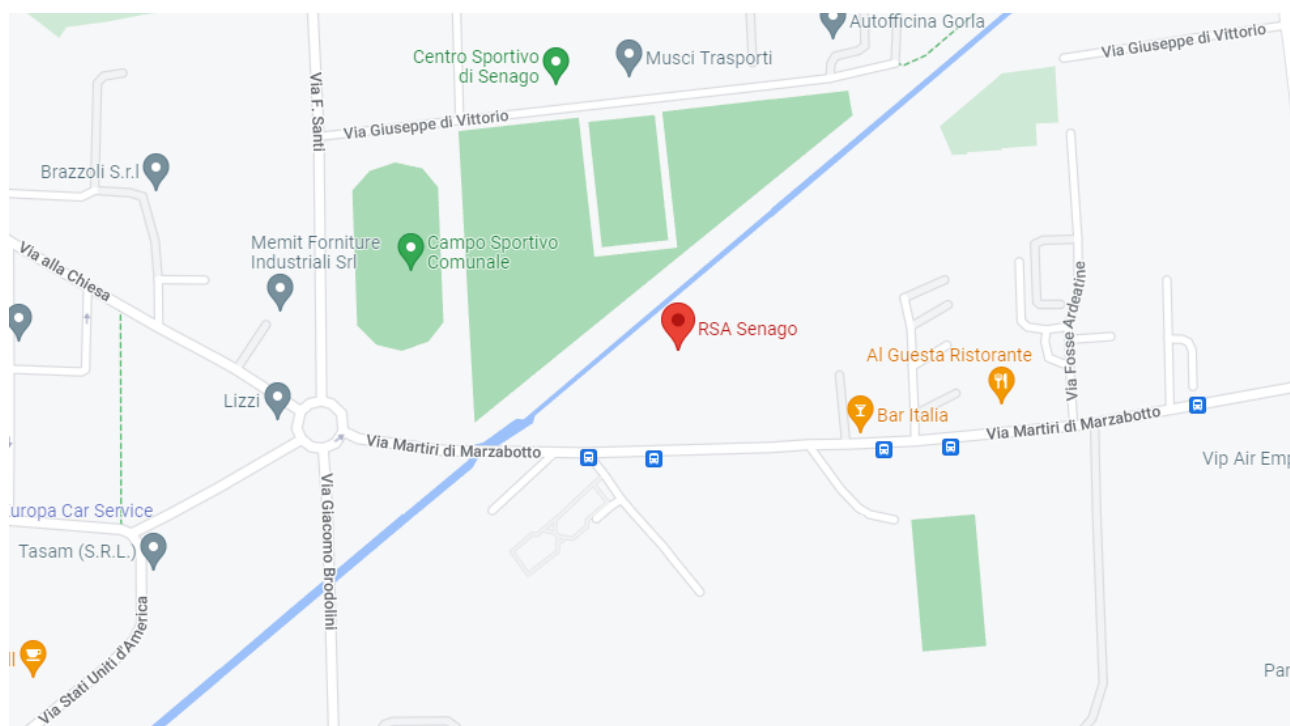 Autofficina Gorla
Via Giuseppe di Vittorio
Centro Sportivo
di Senago
Musci Trasporti
Via F. Santi
Via Giuseppe di Vittorio
Brazzoli S.r.l
Memit Forniture
Industriali Srl
Campo Sportivo
Comunale
Via alla Chiesa
RSA Senago
Via Fosse Ardeatine
Al Guesta Ristorante
Lizzi
Bar Italia
Via Martiri di Marzabotto
Via Martiri di Marzabotto
Vip Air Emp
Via Giacomo Brodolini
uropa Car Service
Tasam (S.R.L.)
Via Stati Uniti d'America
Par